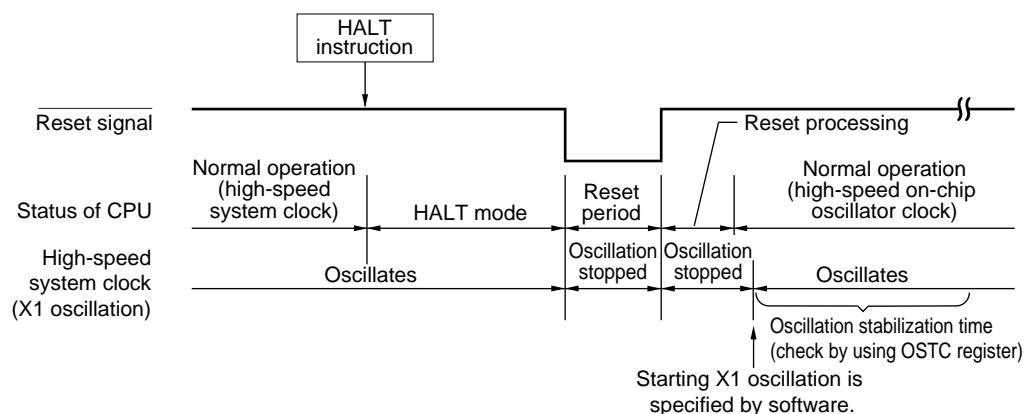 HALT
instruction
Reset signal
Reset processing
Normal operation
(high-speed
system clock)
Reset
period
Normal operation
(high-speed on-chip
oscillator clock)
Status of CPU
HALT mode
High-speed
system clock
(X1 oscillation)
Oscillates
Oscillation
stopped
Oscillation
stopped
Oscillates
Oscillation stabilization time
(check by using OSTC register)
Starting X1 oscillation is
specified by software.